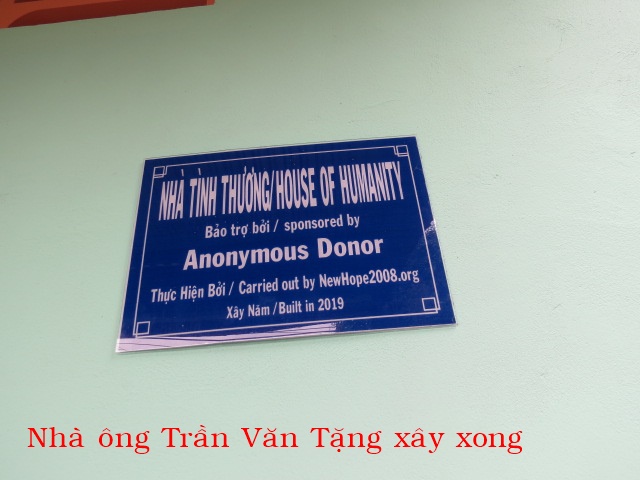 NHÀ TÌNH THƯƠNG/HOUSE OF HUMANITY
Bảo trợ bởi / sponsored by
Anonymous Donor
Thực Hiện Bởi / Carried out by NewHope2008.org
Xây Năm /Built in 2019
Nhà ông Trần Văn Tặng xây xong